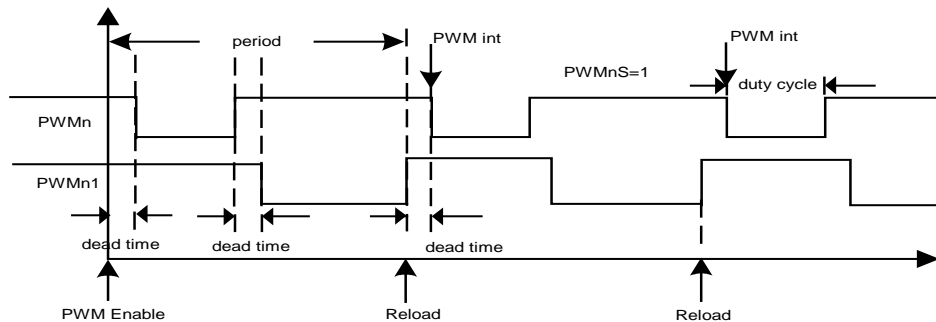 period
PWM int
PWM int
PWMnS=1
duty cycle
PWMn
PWMn1
dead time
dead time
dead time
PWM Enable
Reload
Reload